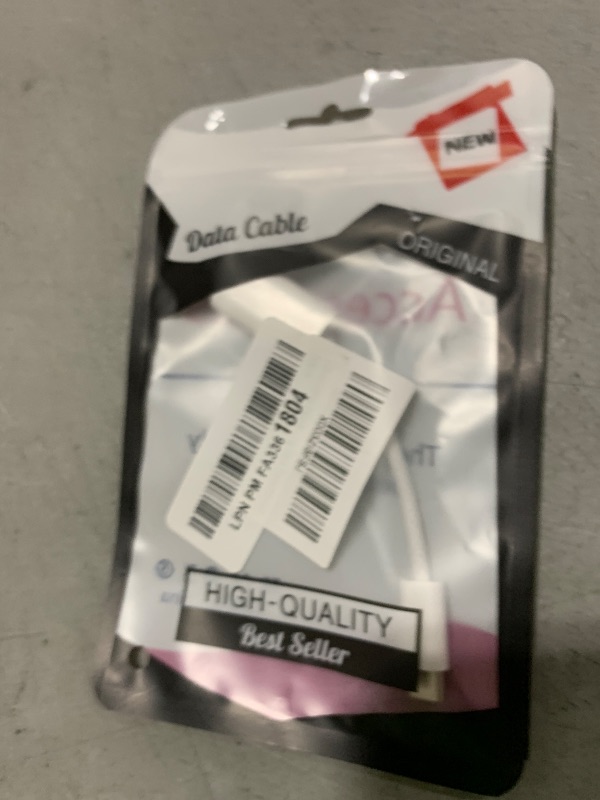 NEW
Data Cable
ORIGINAL
LPN PM FA336 1804
HIGH-QUALITY
Best Seller